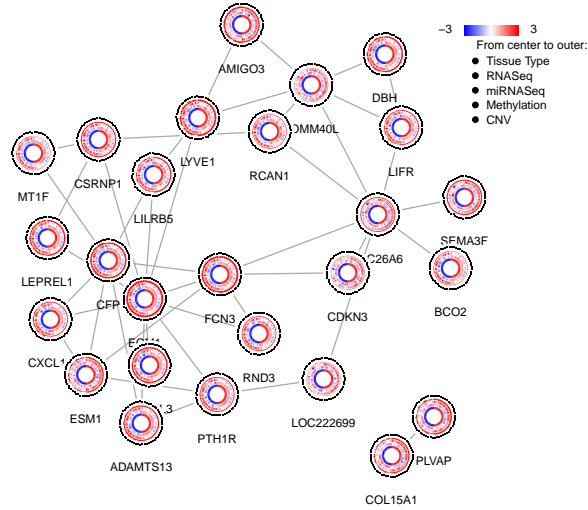 -3 3
From center to outer:
● Tissue Type
● RNASeq
● miRNASeq
● Methylation
● CNV
AMIGO3
DBH
OMM40L
LYVE1
RCAN1
LIFR
CSRNP1
MT1F
LILRB5
SEMA3F
C26A6
LEPREL1
BCO2
CFP
FCN3
CDKN3
CXCL1
RND3
ESM1
LOC222699
PTH1R
PLVAP
ADAMTS13
COL15A1